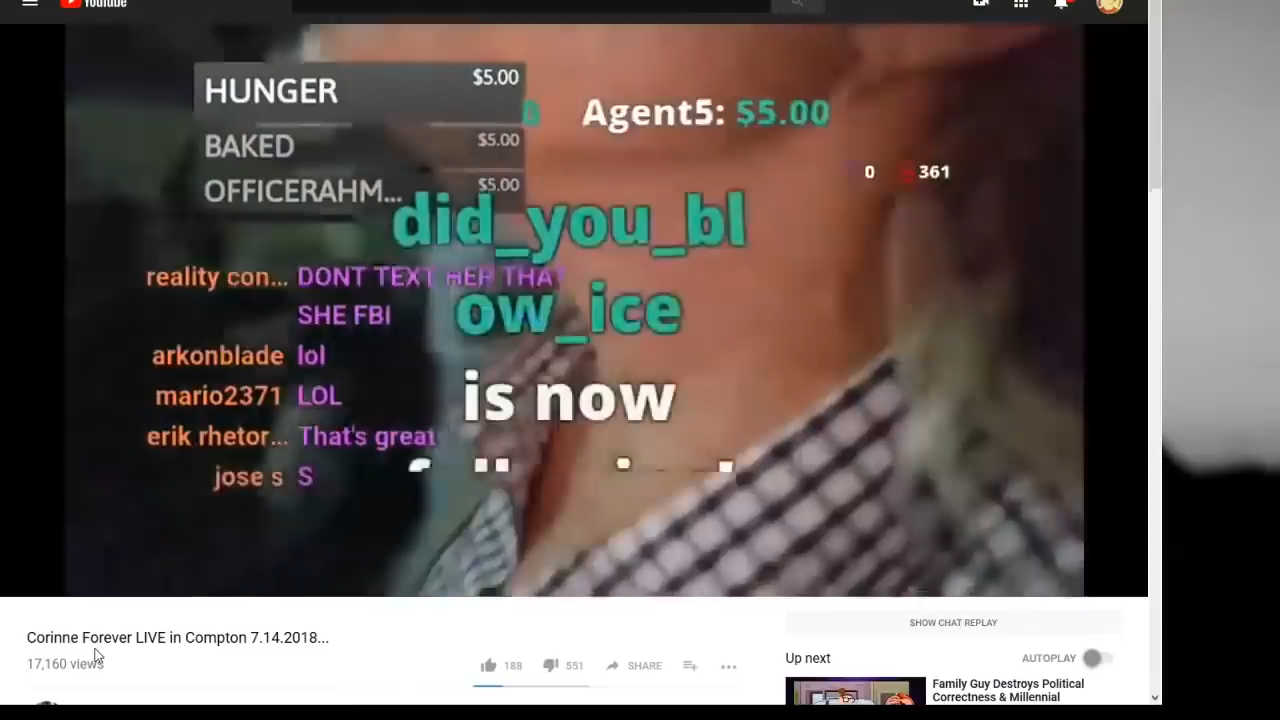 YouTube
HUNGER $5.00
Agent5: $5.00
BAKED $5.00
0 361
OFFICERAHM... $5.00
did_you_bl
ow_ice
is now
reality con... DONT TEXT HER THAT
SHE FBI
arkonblade lol
mario2371 LOL
erik rhetor... That's great
jose s S
Corinne Forever LIVE in Compton 7.14.2018...
17,160 views
188 551 SHARE
SHOW CHAT REPLAY
Up next AUTOPLAY
Family Guy Destroys Political
Correctness & Millennial